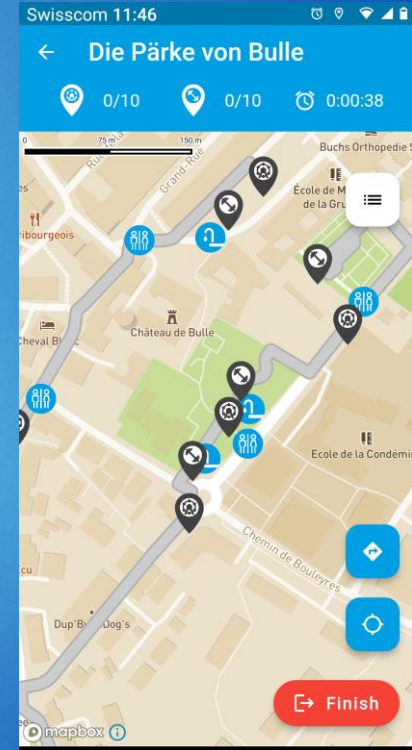 Swisscom 11:46
← Die Pärke von Bulle
0/10 0/10 0:00:38
0 75 m 150 m
Buchs Orthopedie S
Grand-Rue
École de M
de la Gru
ribourgeois
Château de Bulle
Cheval Bl
Ecole de la Condémi
Chemin de Bouleyres
cu
Dup'B Dog's
Finish
mapbox